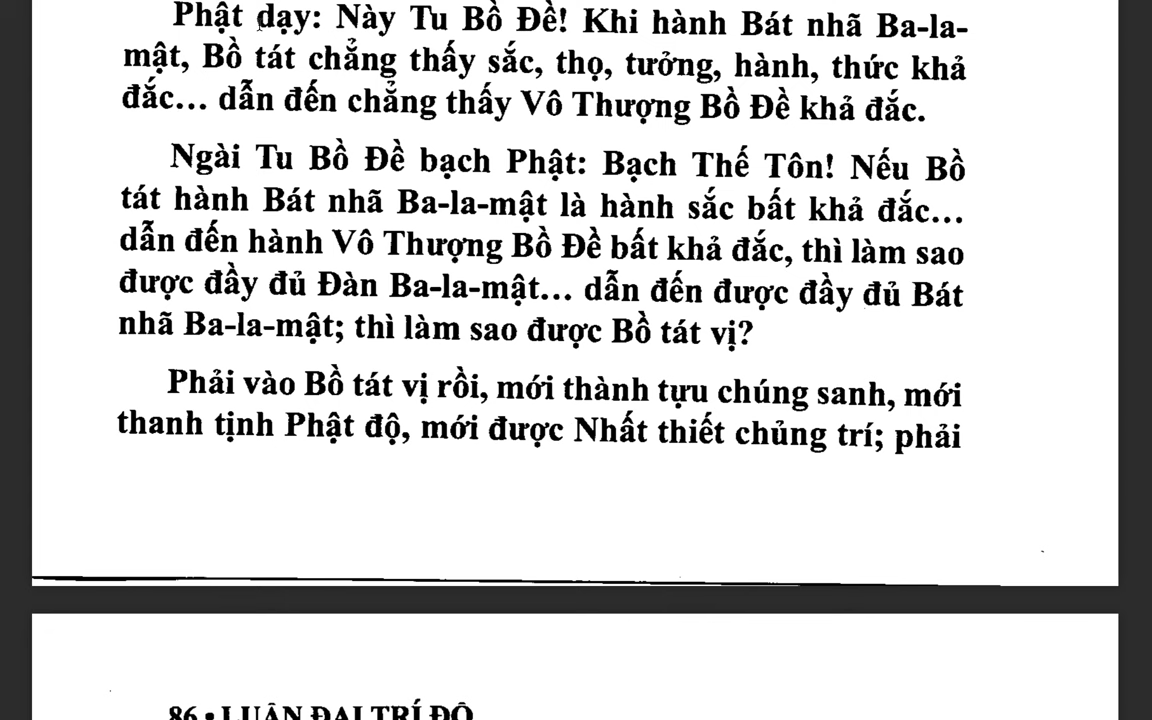 Phật dạy: Này Tu Bồ Đề! Khi hành Bát nhã Ba-la-
mật, Bồ tát chẳng thấy sắc, thọ, tưởng, hành, thức khả
đắc... dẫn đến chẳng thấy Vô Thượng Bồ Đề khả đắc.
Ngài Tu Bồ Đề bạch Phật: Bạch Thế Tôn! Nếu Bồ
tát hành Bát nhã Ba-la-mật là hành sắc bất khả đắc...
dẫn đến hành Vô Thượng Bồ Đề bất khả đắc, thì làm sao
được đầy đủ Đàn Ba-la-mật... dẫn đến được đầy đủ Bát
nhã Ba-la-mật; thì làm sao được Bồ tát vị?
Phải vào Bồ tát vị rồi, mới thành tựu chúng sanh, mới
thanh tịnh Phật độ, mới được Nhất thiết chủng trí; phải
86 • LUẬN ĐẠI TRÍ ĐỘ